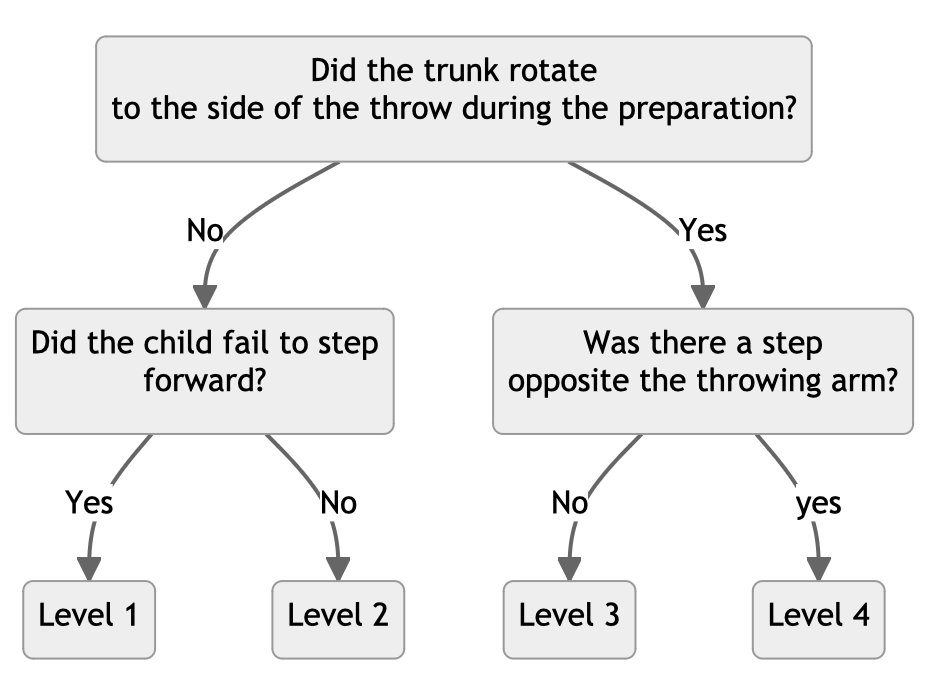 Did the trunk rotate
to the side of the throw during the preparation?
No
Yes
Did the child fail to step
forward?
Was there a step
opposite the throwing arm?
Yes
No
No
yes
Level 1
Level 2
Level 3
Level 4